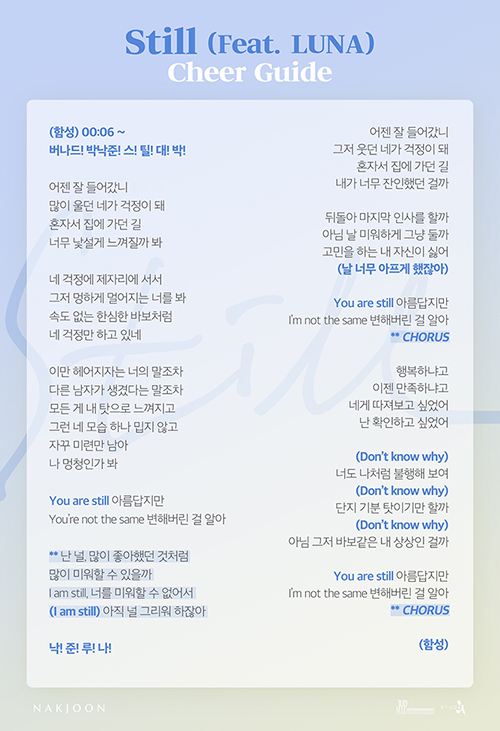 Still (Feat. LUNA)
Cheer Guide
(함성) 00:06 ~
버나드! 박낙준! 스! 틸! 대! 박!
어젠 잘 들어갔니
많이 울던 네가 걱정이 돼
혼자서 집에 가던 길
너무 낯설게 느껴질까 봐
네 걱정에 제자리에 서서
그저 멍하게 멀어지는 너를 봐
속도 없는 한심한 바보처럼
네 걱정만 하고 있네
이만 헤어지자는 너의 말조차
다른 남자가 생겼다는 말조차
모든 게 내 탓으로 느껴지고
그런 네 모습 하나 밉지 않고
자꾸 미련만 남아
나 멍청인가 봐
You are still 아름답지만
You're not the same 변해버린 걸 알아
** 난 널, 많이 좋아했던 것처럼
많이 미워할 수 있을까
I am still, 너를 미워할 수 없어서
(I am still) 아직 널 그리워 하잖아
낙! 준! 루! 나!
어젠 잘 들어갔니
그저 웃던 네가 걱정이 돼
혼자서 집에 가던 길
내가 너무 잔인했던 걸까
뒤돌아 마지막 인사를 할까
아님 날 미워하게 그냥 둘까
고민을 하는 내 자신이 싫어
(날 너무 아프게 했잖아)
You are still 아름답지만
I'm not the same 변해버린 걸 알아
** CHORUS
행복하냐고
이젠 만족하냐고
네게 따져보고 싶었어
난 확인하고 싶었어
(Don't know why)
너도 나처럼 불행해 보여
(Don't know why)
단지 기분 탓이기만 할까
(Don't know why)
아님 그저 바보같은 내 상상인 걸까
You are still 아름답지만
I'm not the same 변해버린 걸 알아
** CHORUS
(함성)
Still
NAKJOON